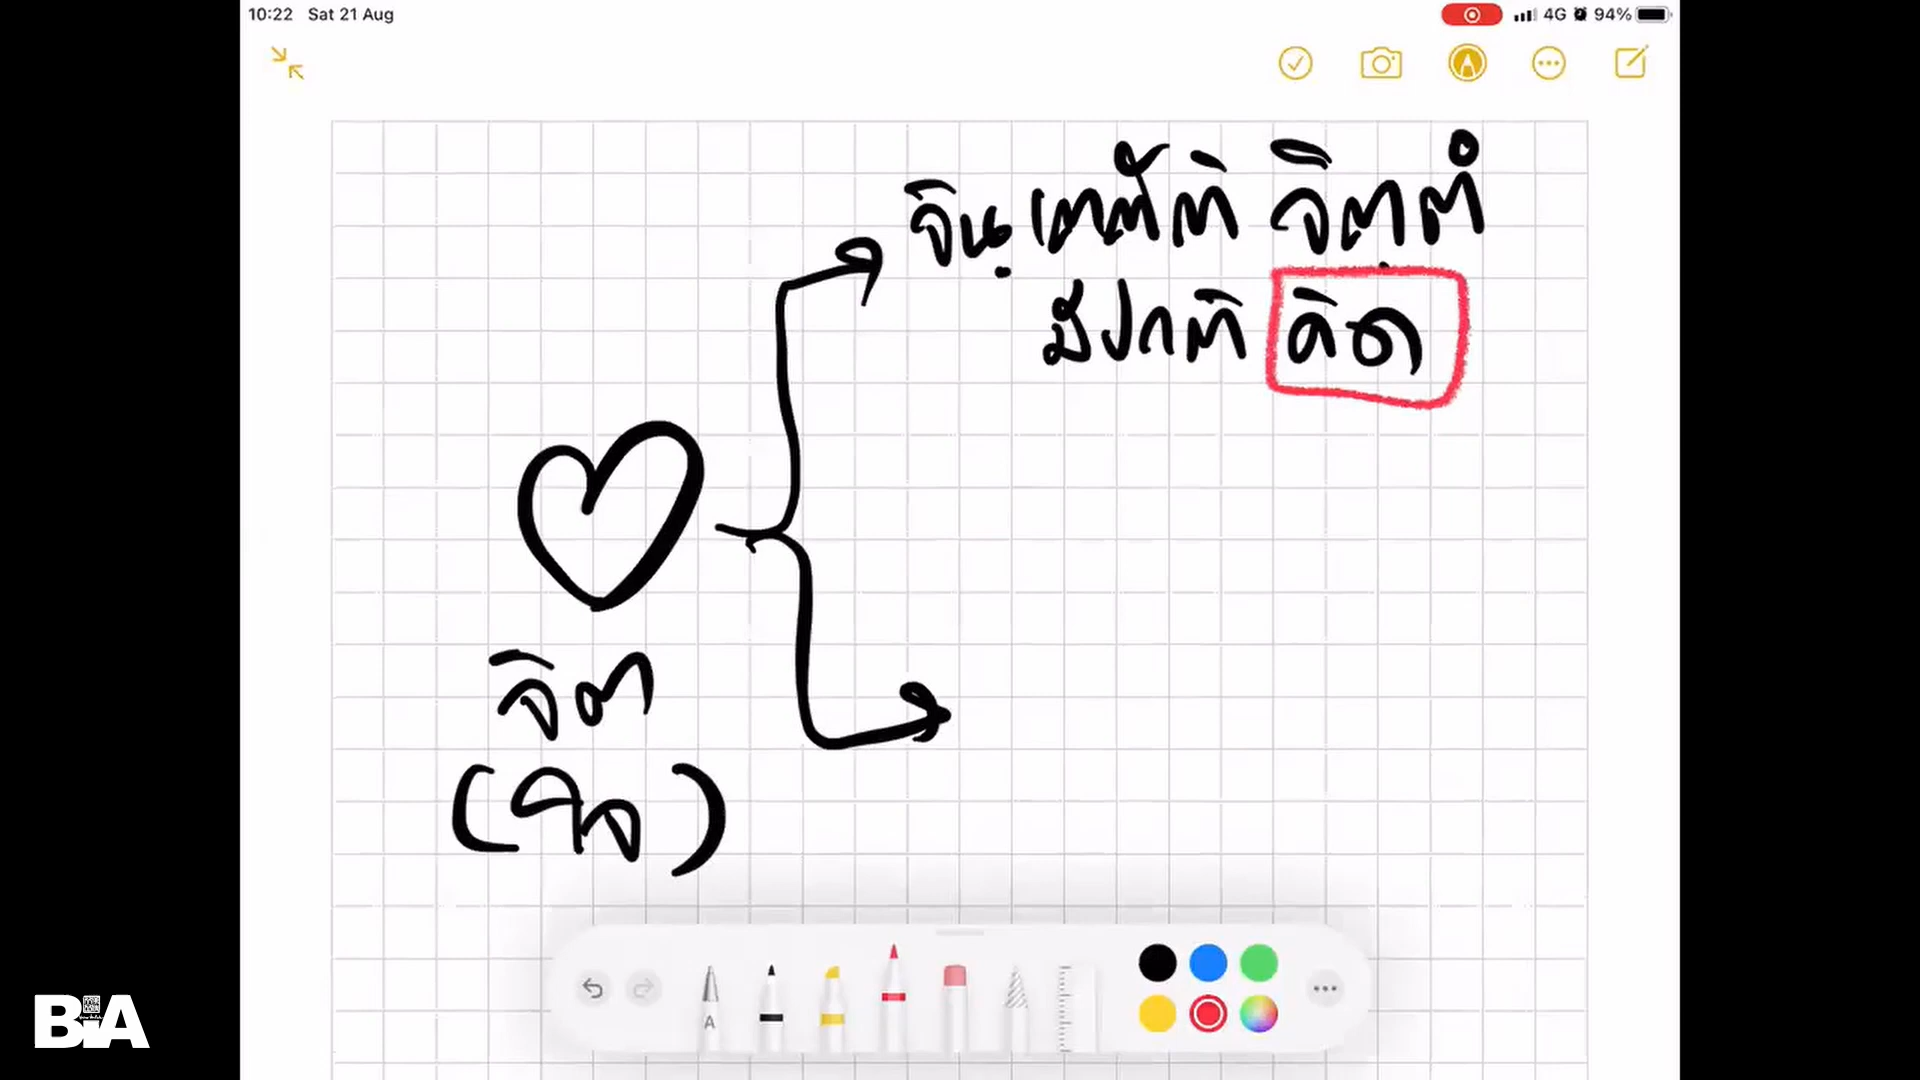 10:22 Sat 21 Aug 4G 94%
จินฺเตตีติ จิตฺตํ
มีปกติ คิด
จิต
(ใจ)
A
BIA